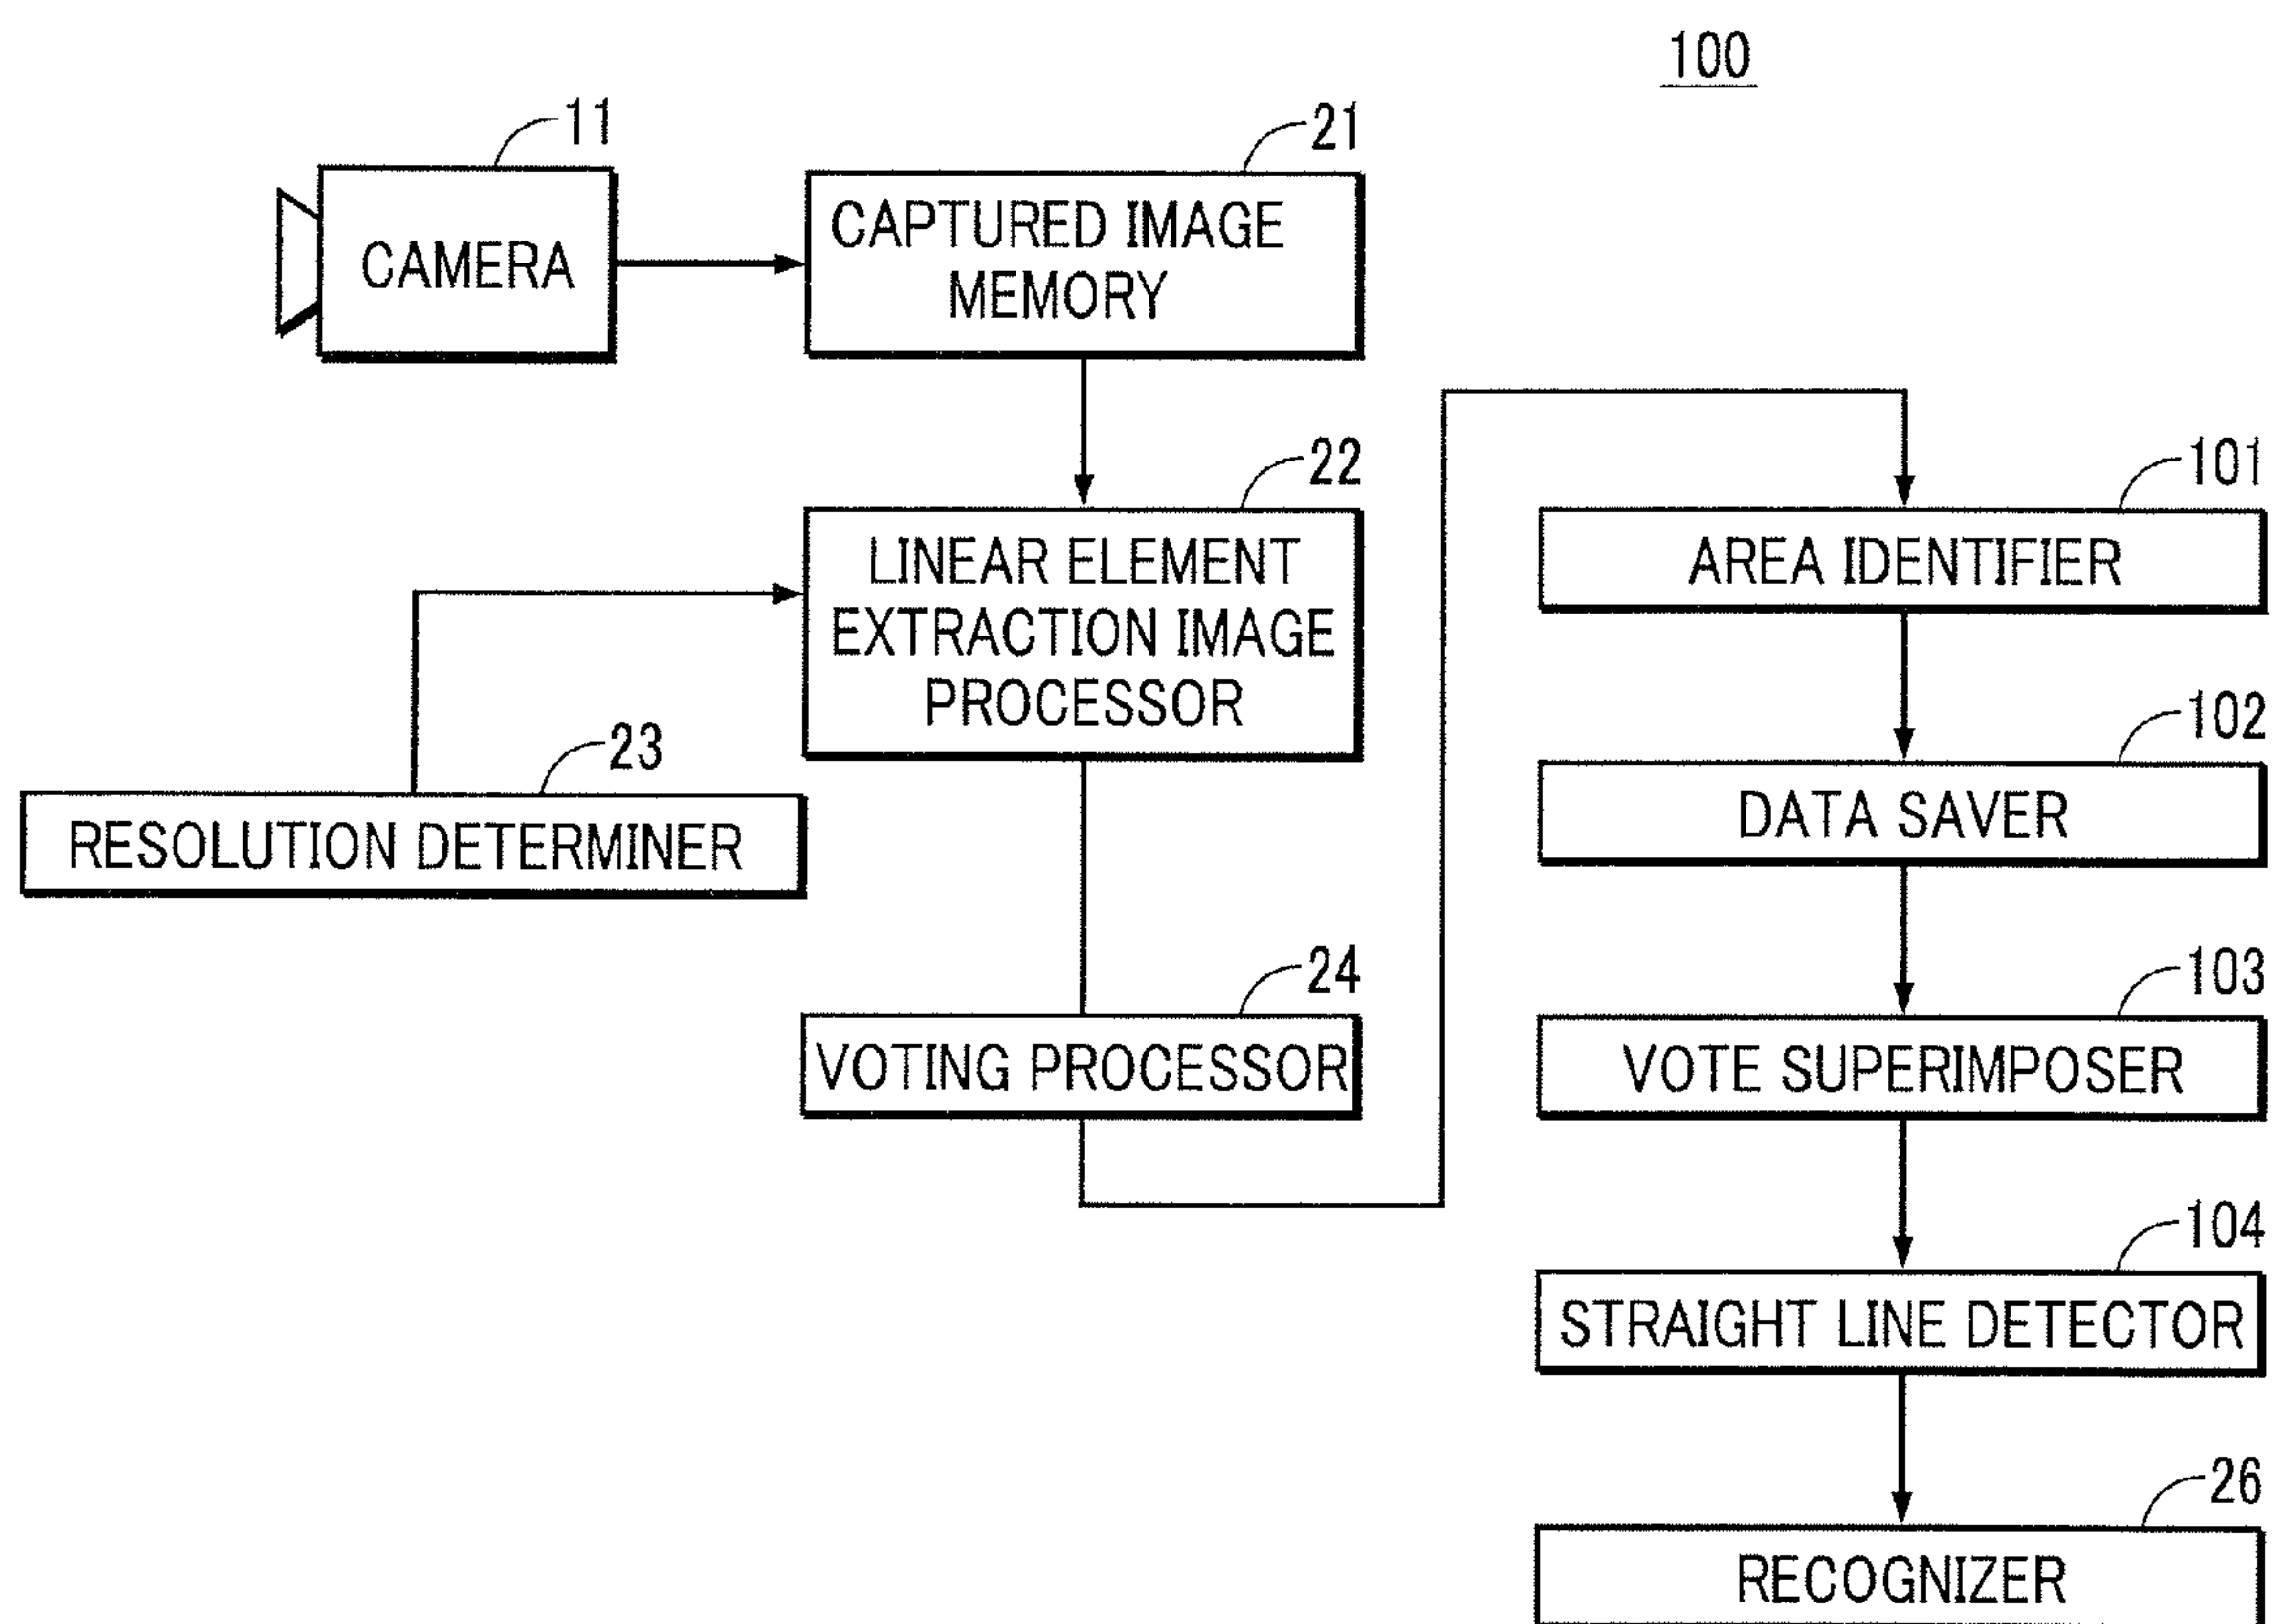 100
11
CAMERA
21
CAPTURED IMAGE
MEMORY
22
LINEAR ELEMENT
EXTRACTION IMAGE
PROCESSOR
23
RESOLUTION DETERMINER
24
VOTING PROCESSOR
101
AREA IDENTIFIER
102
DATA SAVER
103
VOTE SUPERIMPOSER
104
STRAIGHT LINE DETECTOR
26
RECOGNIZER